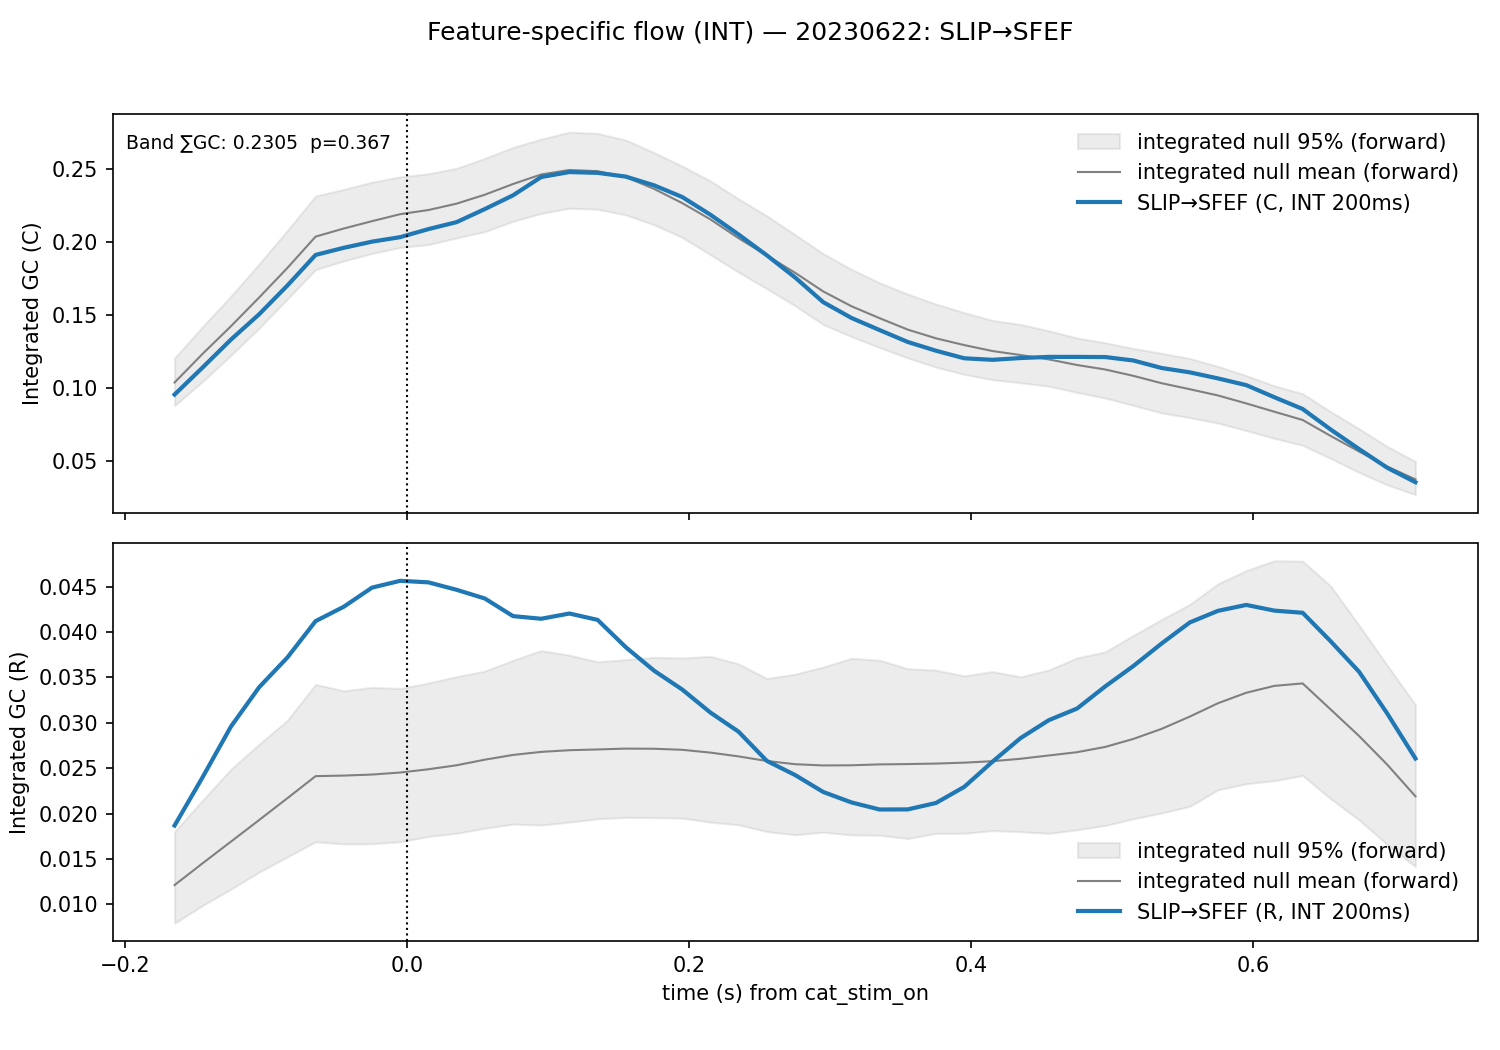 Feature-specific flow (INT) — 20230622: SLIP→SFEF
Band ∑GC: 0.2305  p=0.367
integrated null 95% (forward)
integrated null mean (forward)
SLIP→SFEF (C, INT 200ms)
Integrated GC (C)
0.25
0.20
0.15
0.10
0.05
integrated null 95% (forward)
integrated null mean (forward)
SLIP→SFEF (R, INT 200ms)
Integrated GC (R)
0.045
0.040
0.035
0.030
0.025
0.020
0.015
0.010
−0.2 0.0 0.2 0.4 0.6
time (s) from cat_stim_on